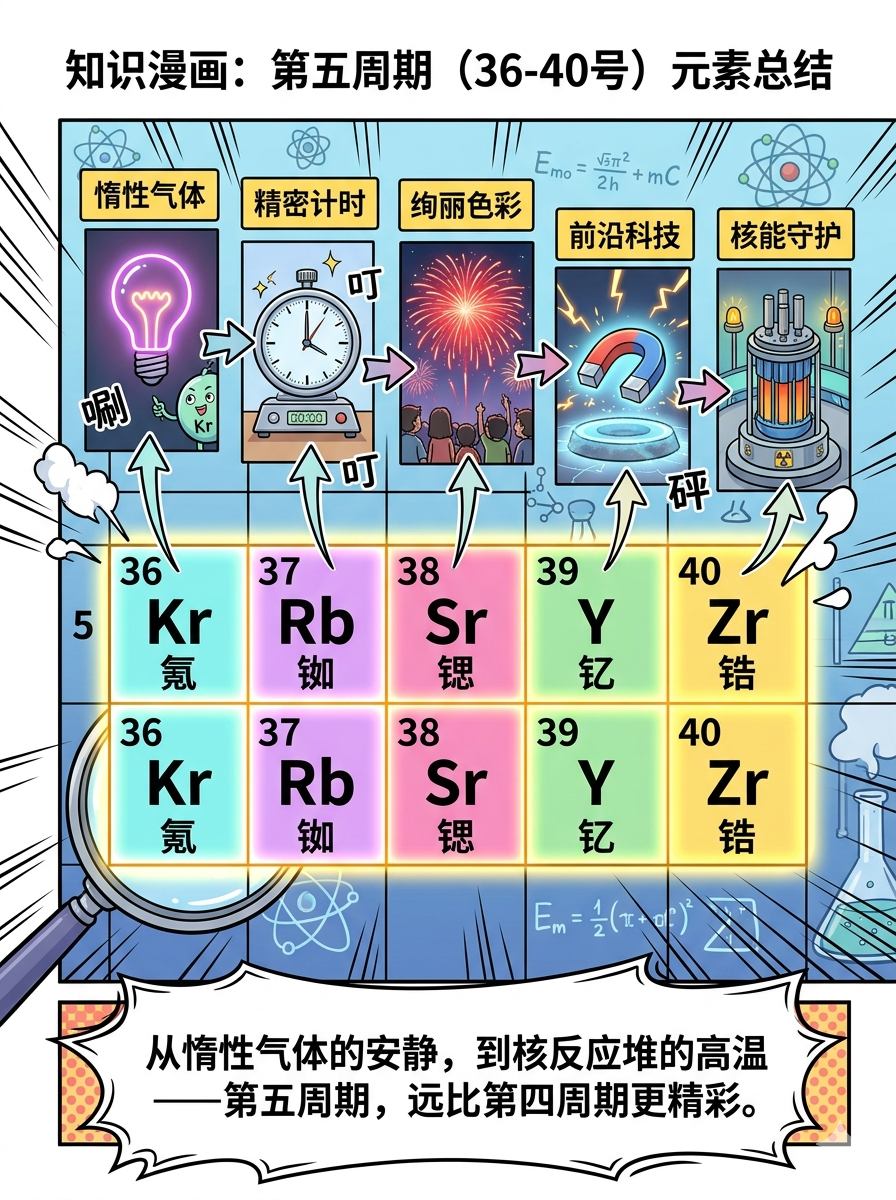 知识漫画：第五周期（36-40号）元素总结
惰性气体
精密计时
绚丽色彩
前沿科技
核能守护
叮
00:00
Kr
唰
叮
砰
5
36
Kr
氪
37
Rb
铷
38
Sr
锶
39
Y
钇
40
Zr
锆
36
Kr
氪
37
Rb
铷
38
Sr
锶
39
Y
钇
40
Zr
锆
从惰性气体的安静，到核反应堆的高温
——第五周期，远比第四周期更精彩。